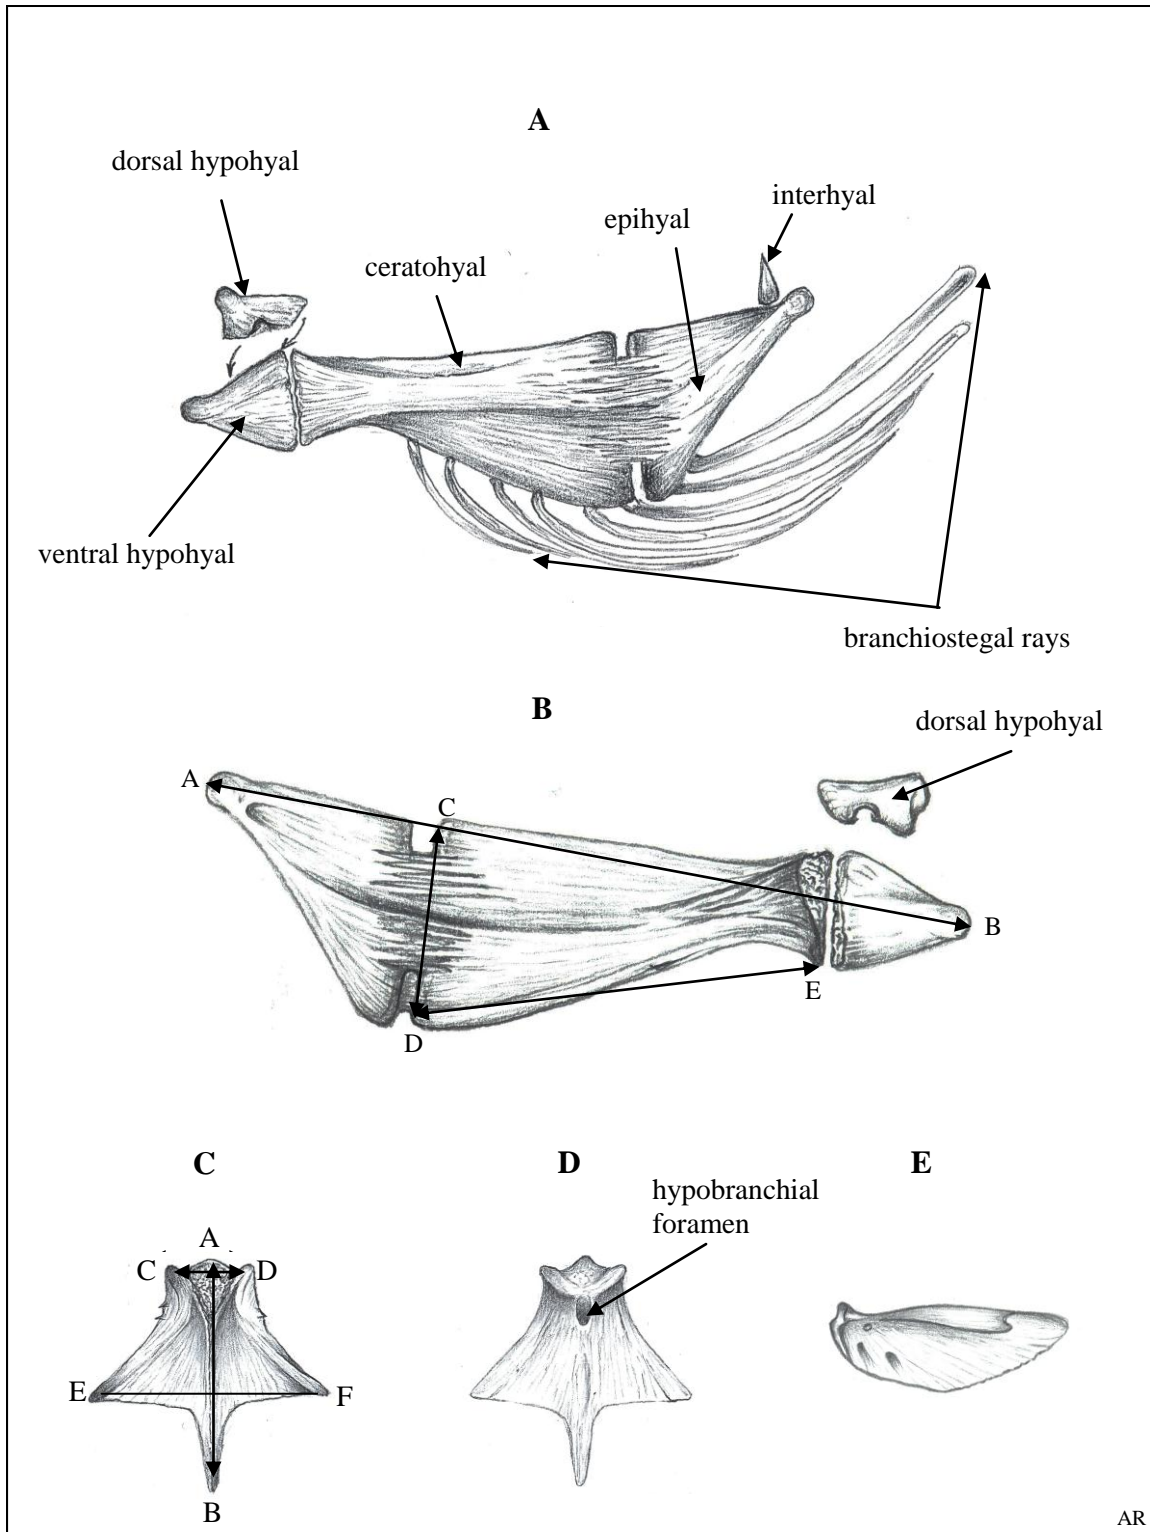 A
dorsal hypohyal
interhyal
epihyal
ceratohyal
ventral hypohyal
branchiostegal rays
B
dorsal hypohyal
A
C
B
E
D
C
D
E
hypobranchial
foramen
A
C
D
E
F
B
AR